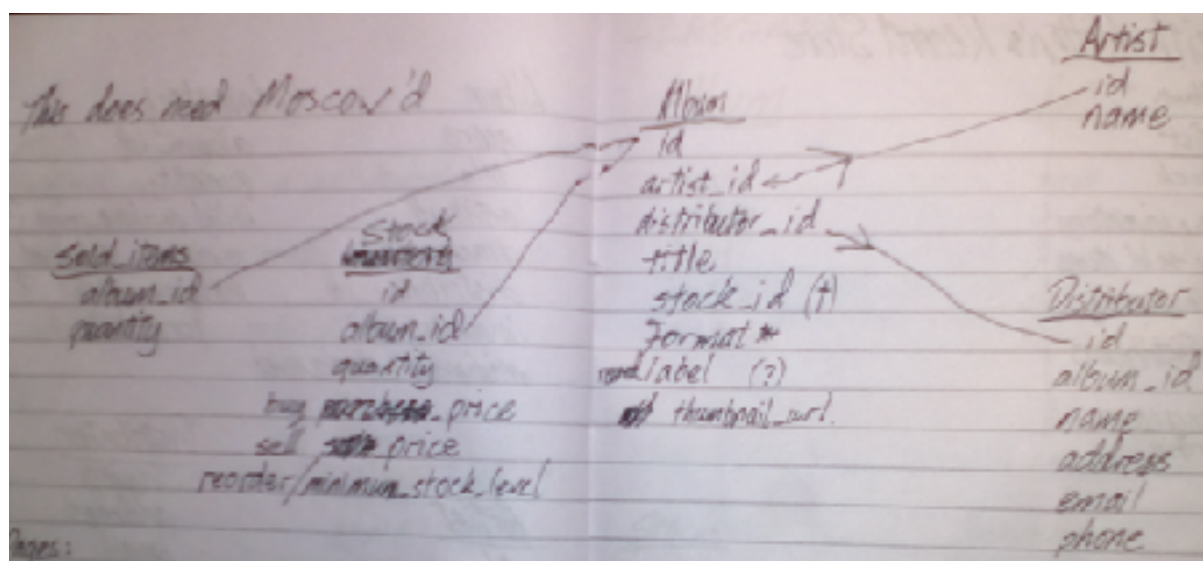 This does need Moscow'd
Sold_items
album_id
quantity
Stock
id
album_id
quantity
buy price
sell price
reorder/minimum_stock_level
Album
id
artist_id
distributor_id
title
stock_id (†)
Format *
label (?)
thumbnail_url
Artist
id
name
Distributor
id
album_id
name
address
email
phone
Pages: